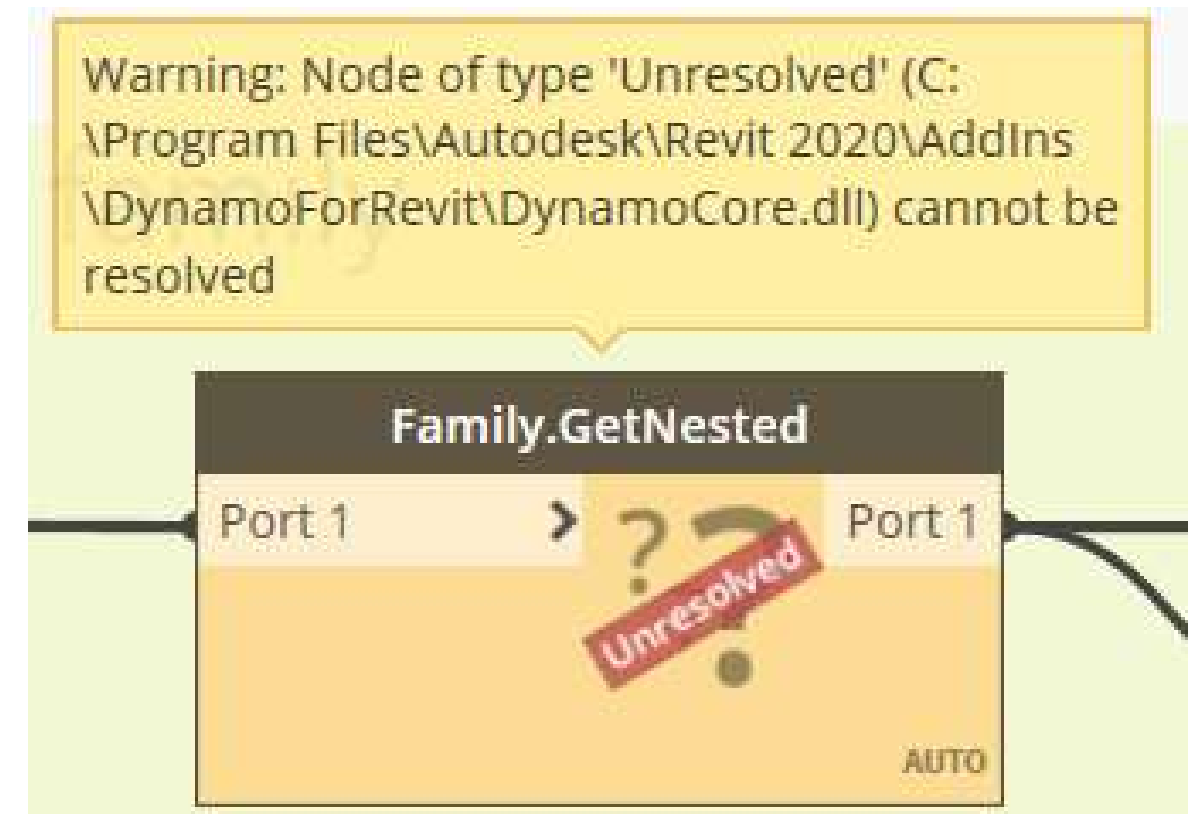 Warning: Node of type 'Unresolved' (C:
\Program Files\Autodesk\Revit 2020\AddIns
\DynamoForRevit\DynamoCore.dll) cannot be
resolved
Family.GetNested
Port 1 > ? ? Port 1
Unresolved
AUTO